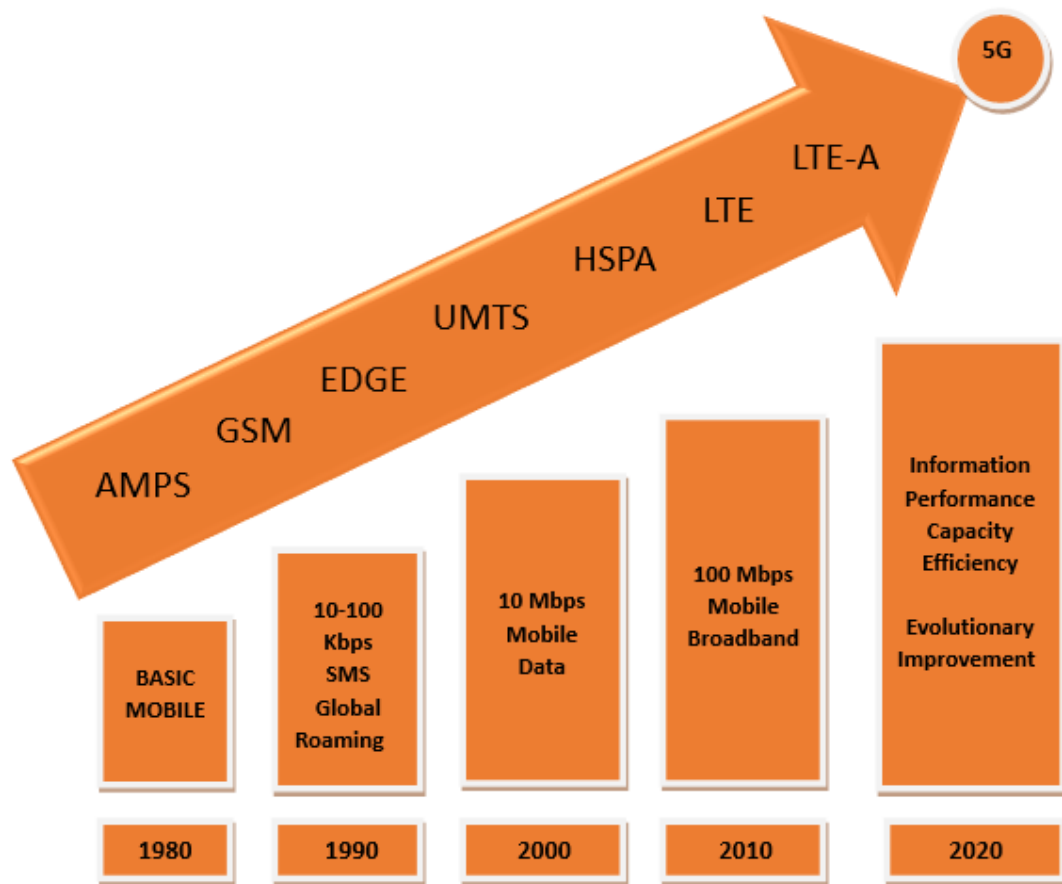 5G
LTE-A
LTE
HSPA
UMTS
EDGE
GSM
AMPS
BASIC
MOBILE
10-100
Kbps
SMS
Global
Roaming
10 Mbps
Mobile
Data
100 Mbps
Mobile
Broadband
Information
Performance
Capacity
Efficiency
Evolutionary
Improvement
1980
1990
2000
2010
2020